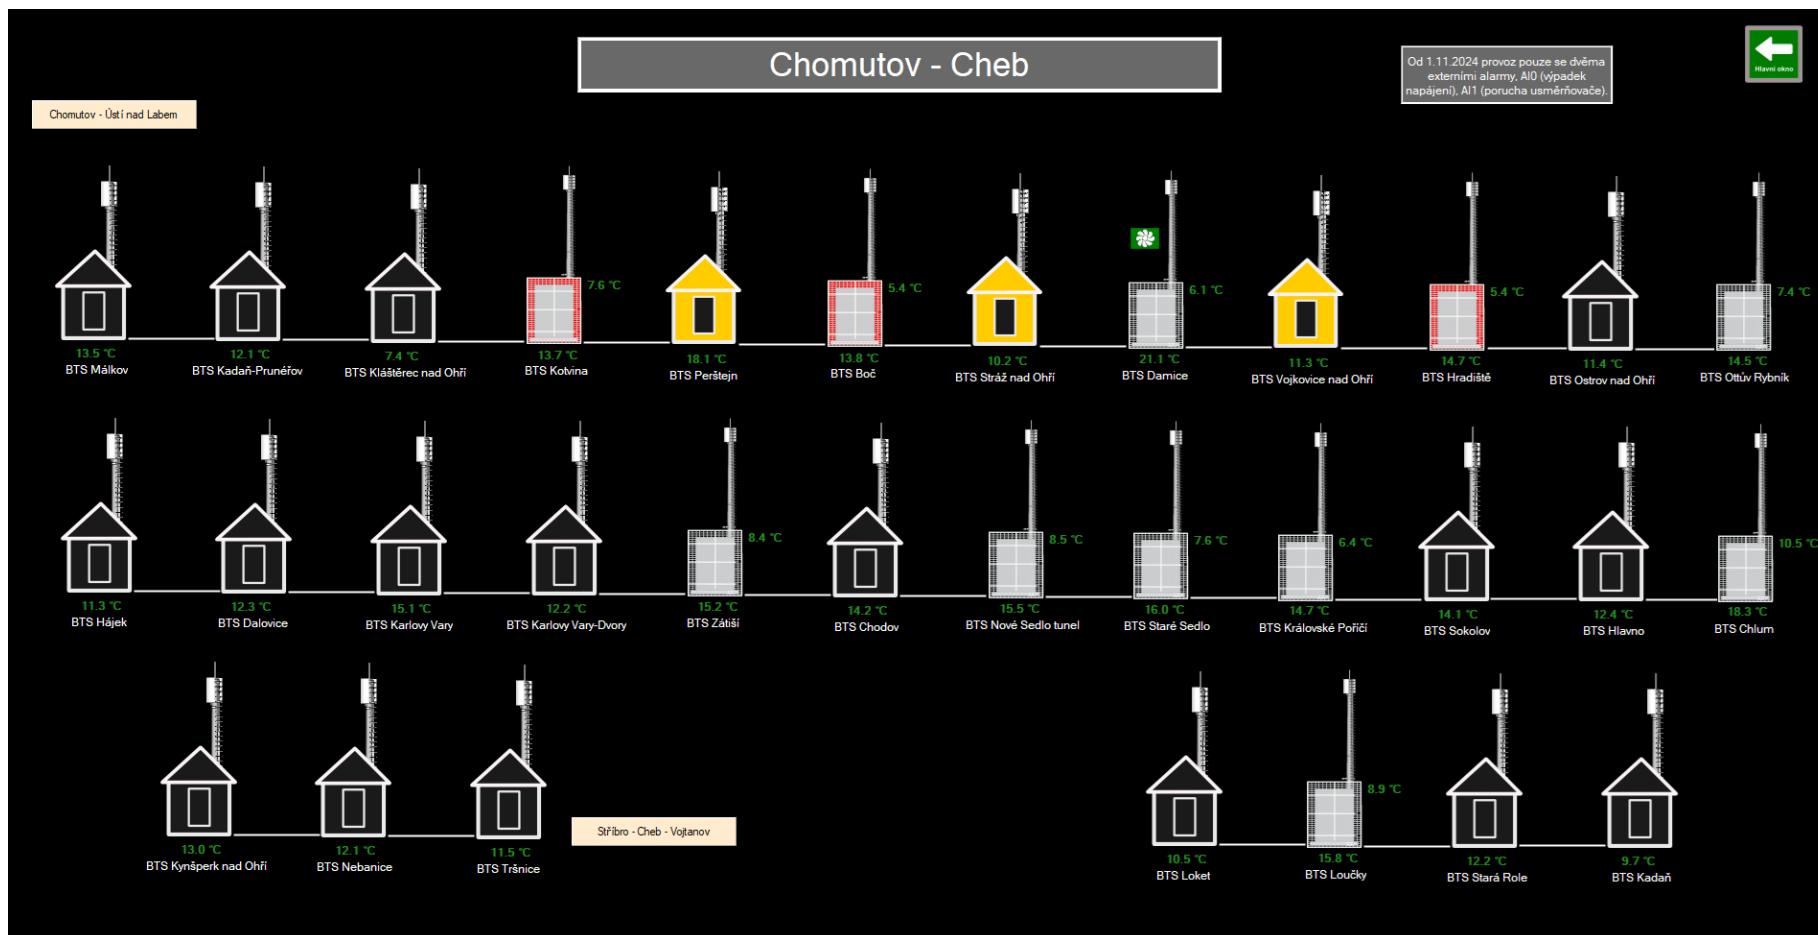 Chomutov - Cheb
Od 1.11.2024 provoz pouze se dvěma
externími alarmy, AI0 (výpadek
napájení), AI1 (porucha usměrňovače).
Hlavní okno
Chomutov - Ústí nad Labem
7.6 °C
5.4 °C
6.1 °C
5.4 °C
7.4 °C
13.5 °C
12.1 °C
7.4 °C
13.7 °C
18.1 °C
13.8 °C
10.2 °C
21.1 °C
11.3 °C
14.7 °C
11.4 °C
14.5 °C
BTS Málkov
BTS Kadaň-Prunéřov
BTS Kláštěrec nad Ohří
BTS Kotvina
BTS Perštejn
BTS Boč
BTS Stráž nad Ohří
BTS Damice
BTS Vojkovice nad Ohří
BTS Hradiště
BTS Ostrov nad Ohří
BTS Ottův Rybník
8.4 °C
8.5 °C
7.6 °C
6.4 °C
10.5 °C
11.3 °C
12.3 °C
15.1 °C
12.2 °C
15.2 °C
14.2 °C
15.5 °C
16.0 °C
14.7 °C
14.1 °C
12.4 °C
18.3 °C
BTS Hájek
BTS Dalovice
BTS Karlovy Vary
BTS Karlovy Vary-Dvory
BTS Zátiší
BTS Chodov
BTS Nové Sedlo tunel
BTS Staré Sedlo
BTS Královské Poříčí
BTS Sokolov
BTS Hlavno
BTS Chlum
8.9 °C
Stříbro - Cheb - Vojtanov
13.0 °C
12.1 °C
11.5 °C
10.5 °C
15.8 °C
12.2 °C
9.7 °C
BTS Kynšperk nad Ohří
BTS Nebanice
BTS Tršnice
BTS Loket
BTS Loučky
BTS Stará Role
BTS Kadaň